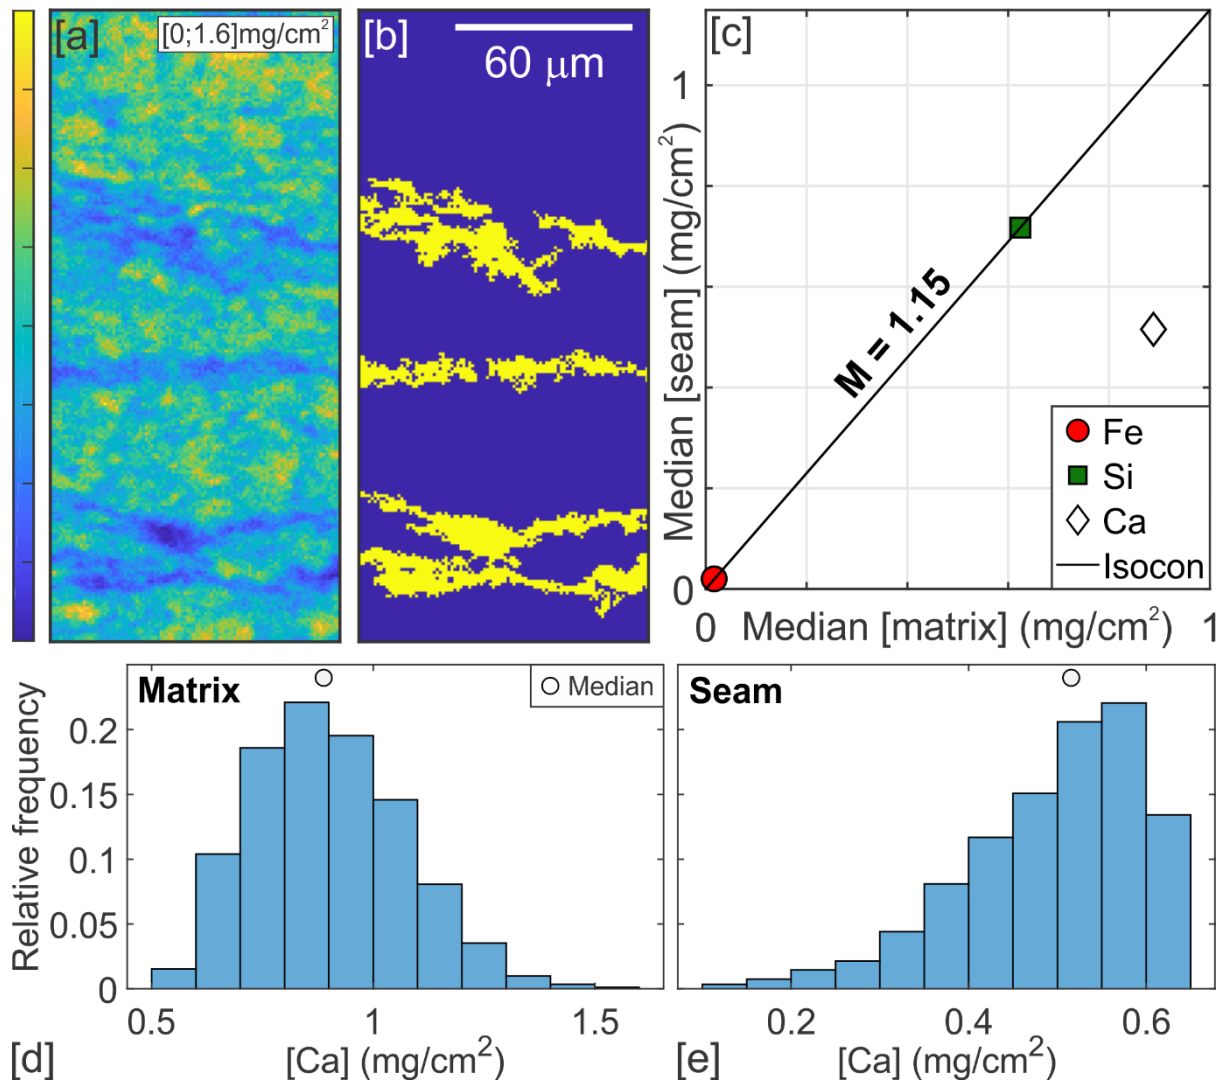 [a]
[0;1.6]mg/cm²
[b]
60 μm
[c]
1
Median [seam] (mg/cm²)
M = 1.15
Fe
Si
Ca
Isocon
0
0
Median [matrix] (mg/cm²)
1
Matrix
Median
Relative frequency
0.2
0.15
0.1
0.05
0
0.5
1
1.5
[d]
[Ca] (mg/cm²)
Seam
0.2
0.4
0.6
[e]
[Ca] (mg/cm²)